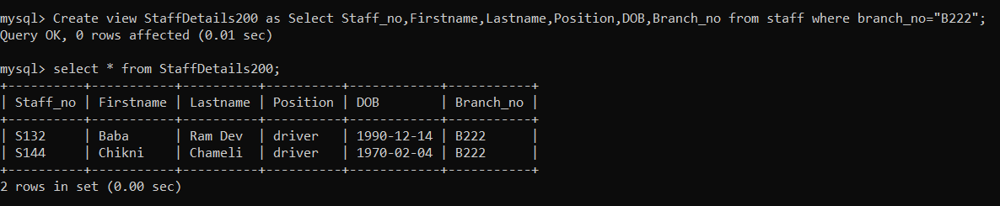 mysql> Create view StaffDetails200 as Select Staff_no,Firstname,Lastname,Position,DOB,Branch_no from staff where branch_no="B222";
Query OK, 0 rows affected (0.01 sec)
mysql> select * from StaffDetails200;
+----------+-----------+----------+----------+------------+-----------+
| Staff_no | Firstname | Lastname | Position | DOB        | Branch_no |
+----------+-----------+----------+----------+------------+-----------+
| S132     | Baba      | Ram Dev  | driver   | 1990-12-14 | B222      |
| S144     | Chikni    | Chameli  | driver   | 1970-02-04 | B222      |
+----------+-----------+----------+----------+------------+-----------+
2 rows in set (0.00 sec)